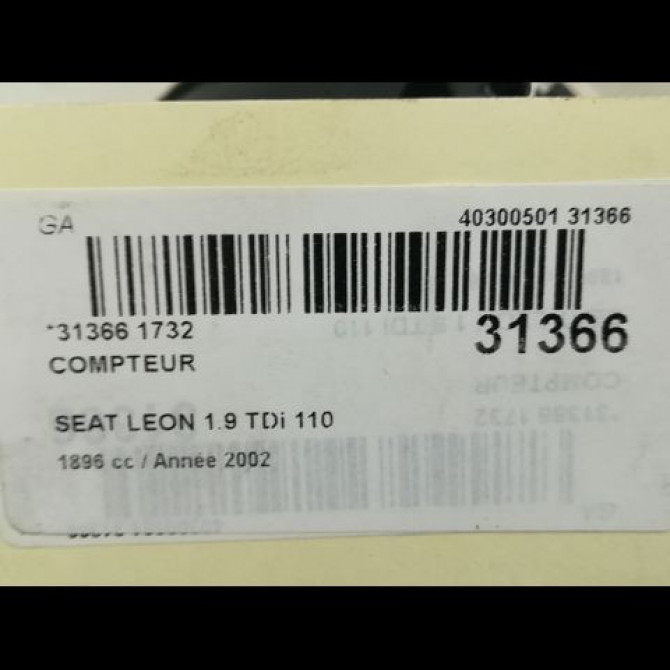 GA
40300501 31366
*31366 1732
31366
COMPTEUR
SEAT LEON 1.9 TDi 110
1896 cc / Année 2002